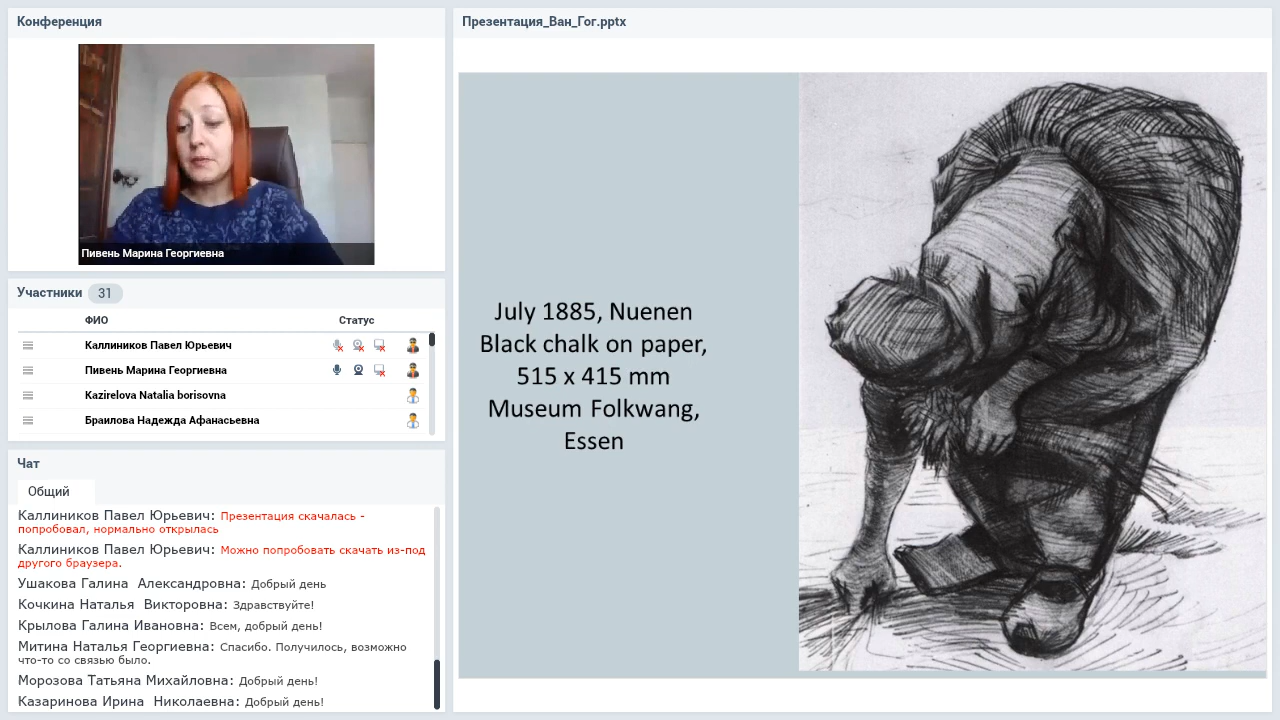 Конференция
Пивень Марина Георгиевна
Участники 31
ФИО Статус
Каллиников Павел Юрьевич
Пивень Марина Георгиевна
Kazirelova Natalia borisovna
Браилова Надежда Афанасьевна
Чат
Общий
Каллиников Павел Юрьевич: Презентация скачалась -
попробовал, нормально открылась
Каллиников Павел Юрьевич: Можно попробовать скачать из-под
другого браузера.
Ушакова Галина Александровна: Добрый день
Кочкина Наталья Викторовна: Здравствуйте!
Крылова Галина Ивановна: Всем, добрый день!
Митина Наталья Георгиевна: Спасибо. Получилось, возможно
что-то со связью было.
Морозова Татьяна Михайловна: Добрый день!
Казаринова Ирина Николаевна: Добрый день!
Презентация_Ван_Гог.pptx
July 1885, Nuenen
Black chalk on paper,
515 x 415 mm
Museum Folkwang,
Essen